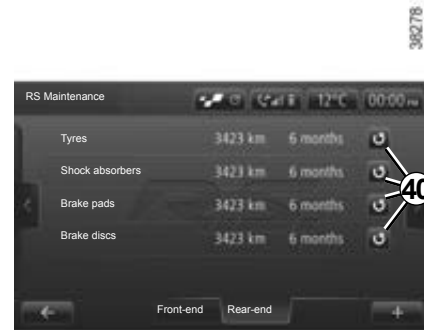 38278
RS Maintenance 12°C 00:00 PM
Tyres 3423 km 6 months
Shock absorbers 3423 km 6 months
Brake pads 3423 km 6 months
Brake discs 3423 km 6 months
40
Front-end Rear-end
+